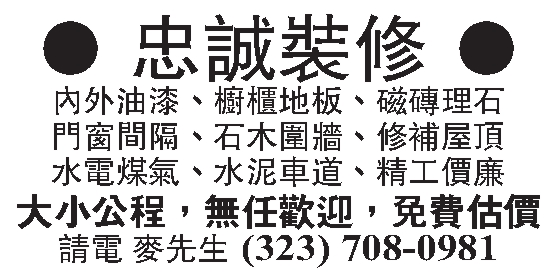 ● 忠誠裝修 ●
內外油漆、櫥櫃地板、磁磚理石
門窗間隔、石木圍牆、修補屋頂
水電煤氣、水泥車道、精工價廉
大小公程，無任歡迎，免費估價
請電 麥先生 (323) 708-0981